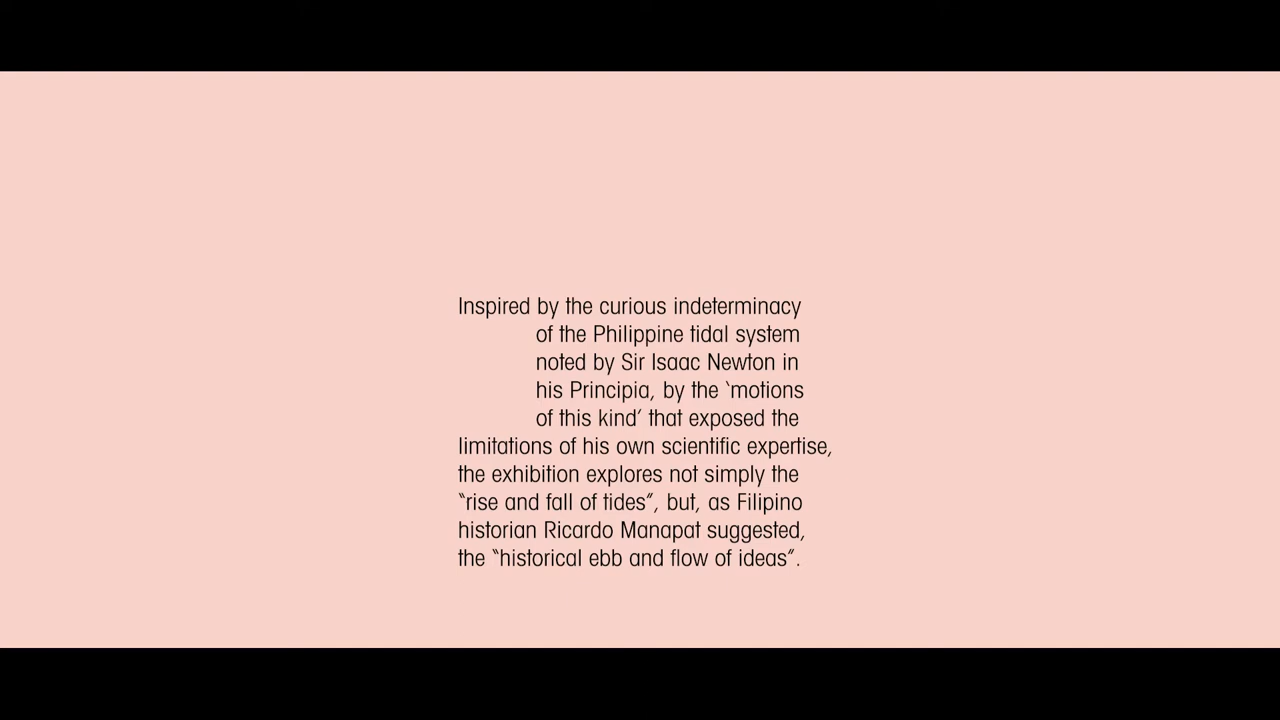 Inspired by the curious indeterminacy
of the Philippine tidal system
noted by Sir Isaac Newton in
his Principia, by the ‵motions
of this kind′ that exposed the
limitations of his own scientific expertise,
the exhibition explores not simply the
‶rise and fall of tides″, but, as Filipino
historian Ricardo Manapat suggested,
the ‶historical ebb and flow of ideas″.